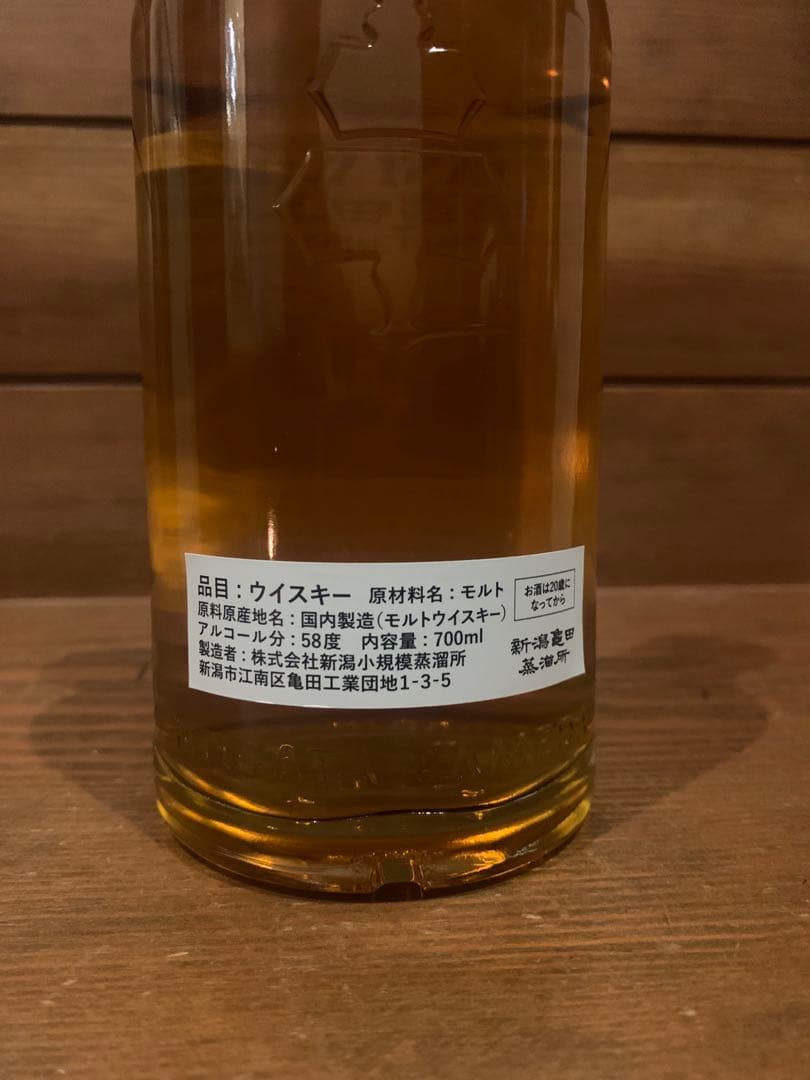 品目：ウイスキー　原材料名：モルト
原料原産地名：国内製造（モルトウイスキー）
アルコール分：58度　内容量：700ml
製造者：株式会社新潟小規模蒸溜所
新潟市江南区亀田工業団地1-3-5
お酒は20歳に
なってから
新潟亀田
蒸溜所